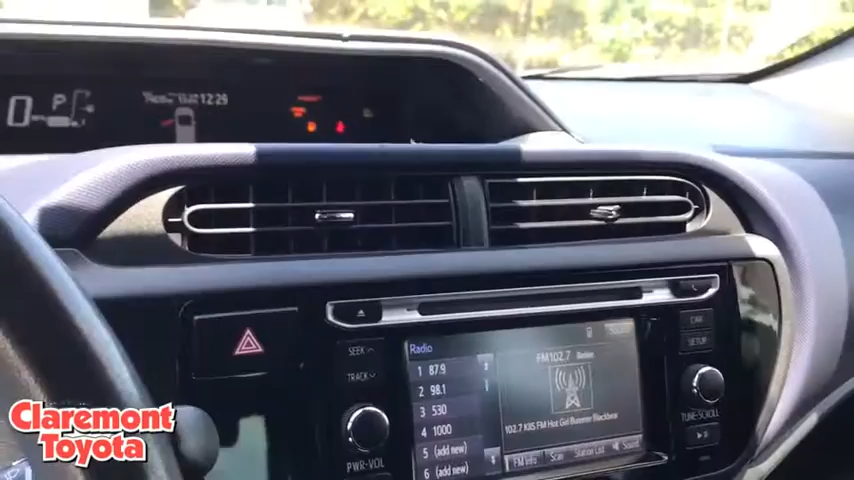 12:29
0
P
Radio
CAR
SETUP
SEEK
TRACK
1 87.9
2 98.1
3 530
4 1000
5 (add new)
6 (add new)
FM102.7
102.7 KIIS FM Hot Girl Bummer Blackbear
FM Info
Scan
Station List
Sound
TUNE•SCROLL
PWR•VOL
Claremont
TOYOTA